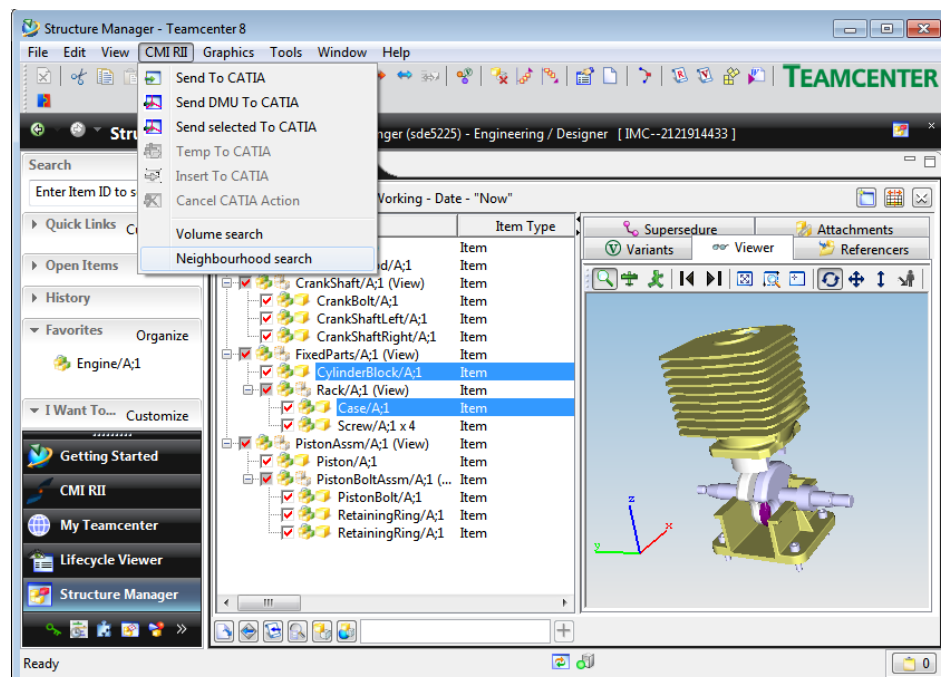 Structure Manager - Teamcenter 8
File Edit View CMI RII Graphics Tools Window Help
TEAMCENTER
Send To CATIA
Send DMU To CATIA
Send selected To CATIA
Temp To CATIA
Insert To CATIA
Cancel CATIA Action
Volume search
Neighbourhood search
(sde5225) - Engineering / Designer [ IMC--2121914433 ]
Search
Enter Item ID to s
Working - Date - "Now"
Quick Links
Open Items
History
Favorites Organize
Engine/A;1
I Want To... Customize
Getting Started
CMI RII
My Teamcenter
Lifecycle Viewer
Structure Manager
Item Type
Item
d/A;1 Item
CrankShaft/A;1 (View) Item
CrankBolt/A;1 Item
CrankShaftLeft/A;1 Item
CrankShaftRight/A;1 Item
FixedParts/A;1 (View) Item
CylinderBlock/A;1 Item
Rack/A;1 (View) Item
Case/A;1 Item
Screw/A;1 x 4 Item
PistonAssm/A;1 (View) Item
Piston/A;1 Item
PistonBoltAssm/A;1 (... Item
PistonBolt/A;1 Item
RetainingRing/A;1 Item
RetainingRing/A;1 Item
Supersedure Attachments
Variants Viewer Referencers
z
x
y
Ready
0